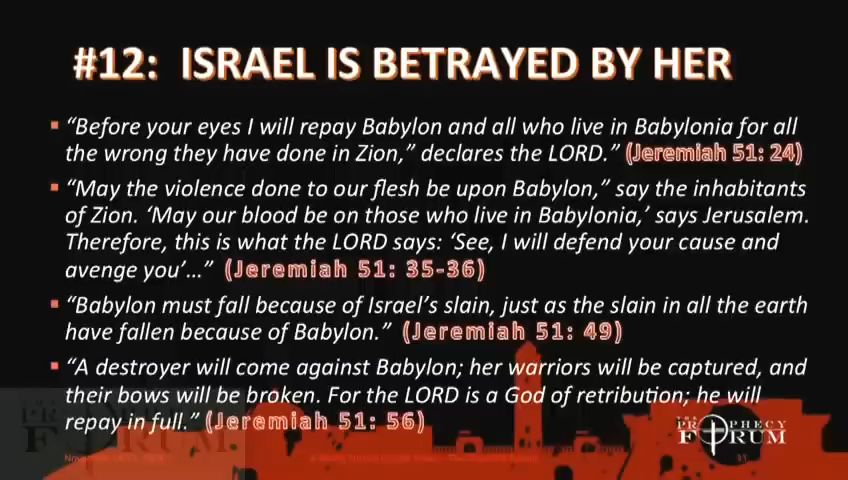 #12: ISRAEL IS BETRAYED BY HER
▪ “Before your eyes I will repay Babylon and all who live in Babylonia for all
the wrong they have done in Zion,” declares the LORD.” (Jeremiah 51: 24)
▪ “May the violence done to our flesh be upon Babylon,” say the inhabitants
of Zion. ‘May our blood be on those who live in Babylonia,’ says Jerusalem.
Therefore, this is what the LORD says: ‘See, I will defend your cause and
avenge you’...” (Jeremiah 51: 35-36)
▪ “Babylon must fall because of Israel’s slain, just as the slain in all the earth
have fallen because of Babylon.” (Jeremiah 51: 49)
▪ “A destroyer will come against Babylon; her warriors will be captured, and
their bows will be broken. For the LORD is a God of retribution; he will
repay in full.” (Jeremiah 51: 56)
THE PROPHECY
FORUM
THE PROPHECY
FORUM